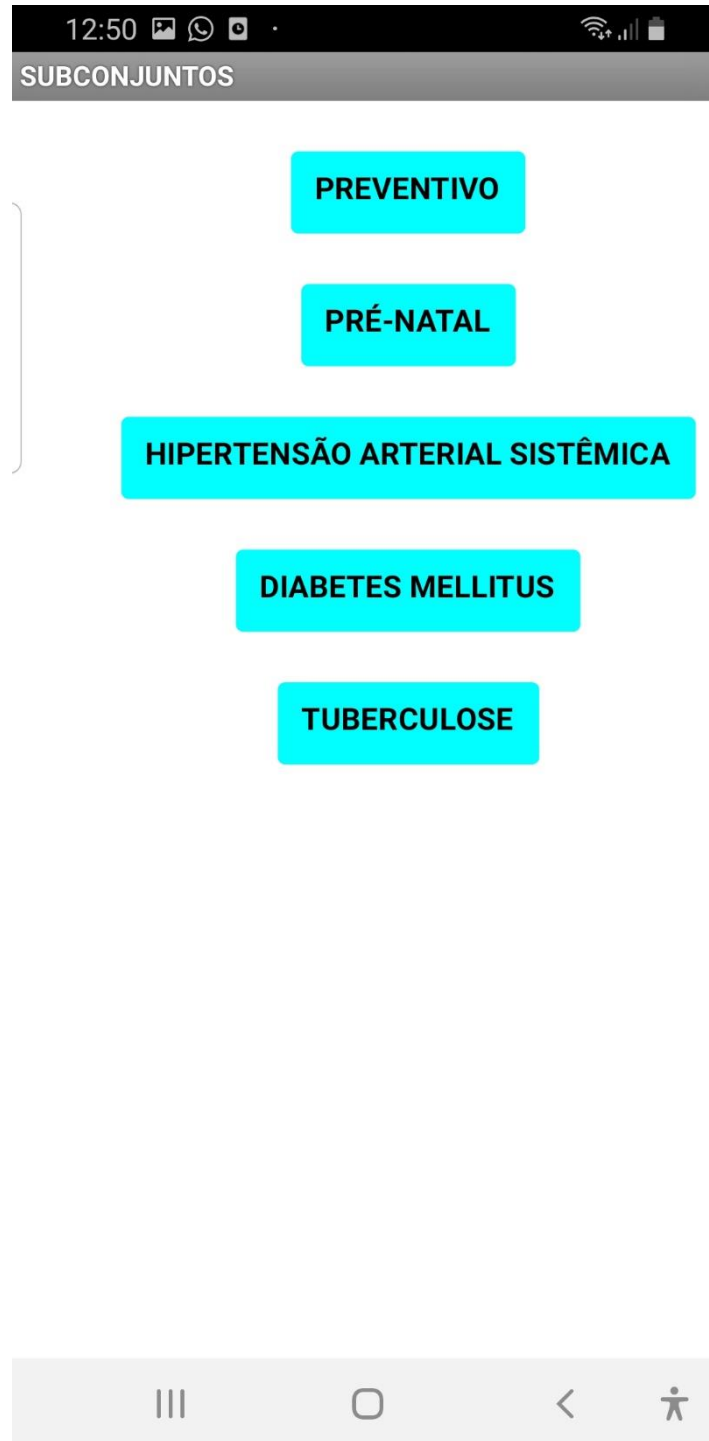 12:50
SUBCONJUNTOS
PREVENTIVO
PRÉ-NATAL
HIPERTENSÃO ARTERIAL SISTÊMICA
DIABETES MELLITUS
TUBERCULOSE